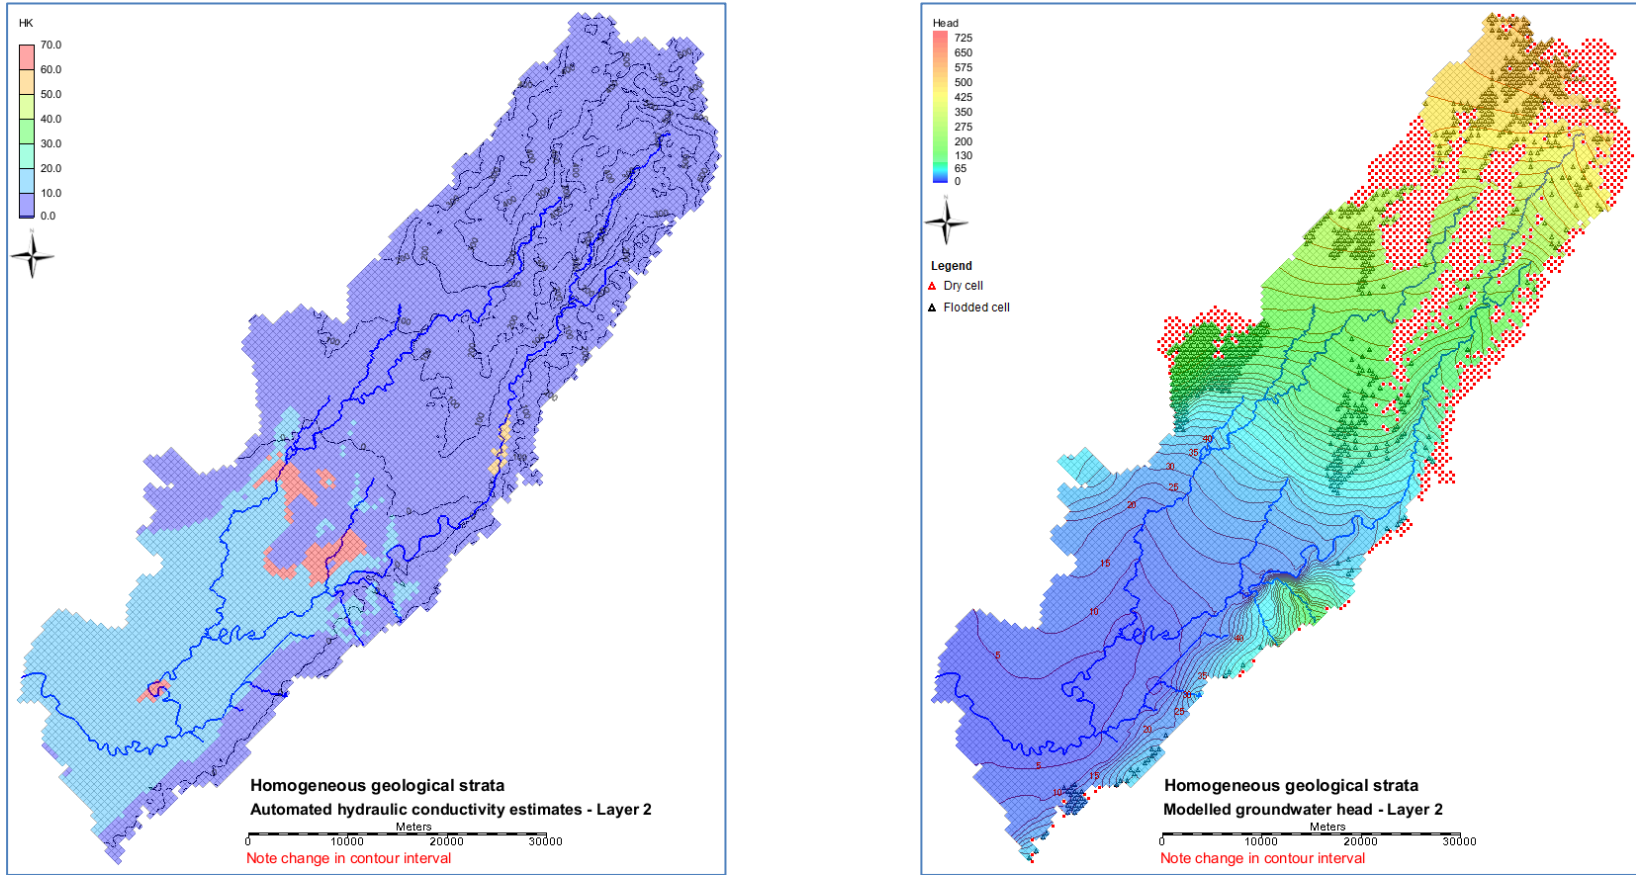 HK
70.0
60.0
50.0
40.0
30.0
20.0
10.0
0.0
N
Homogeneous geological strata
Automated hydraulic conductivity estimates - Layer 2
Meters
0 10000 20000 30000
Note change in contour interval
Head
725
650
575
500
425
350
275
130
65
0
N
Legend
Dry cell
Flodded cell
40
35
30
25
20
15
10
5
40
35
30
25
20
15
10
5
Homogeneous geological strata
Modelled groundwater head - Layer 2
Meters
0 10000 20000 30000
Note change in contour interval